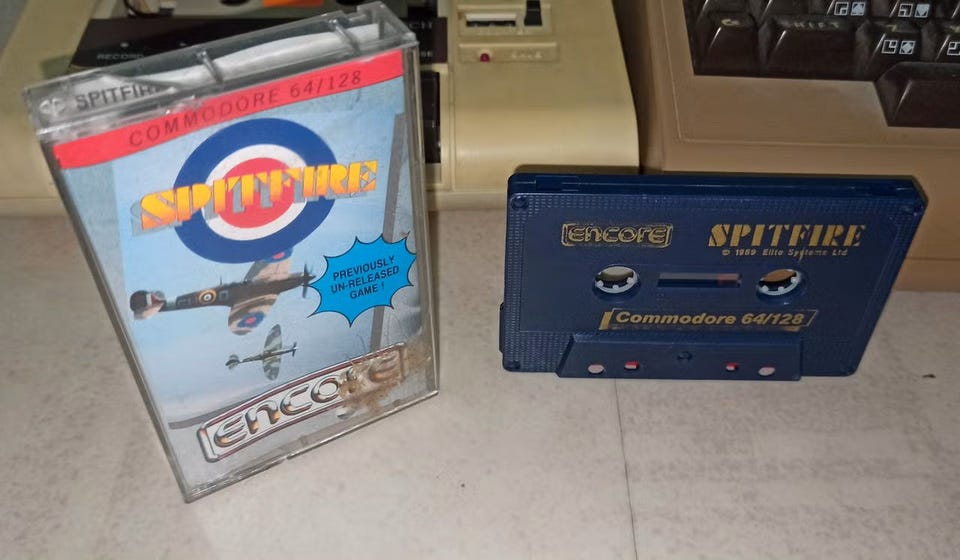 SPITFIRE
COMMODORE 64/128
SPITFIRE
PREVIOUSLY
UN-RELEASED
GAME!
ENCORE
RECORD
SHIFT
C=
ENCORE
SPITFIRE
© 1989 Elite Systems Ltd
Commodore 64/128